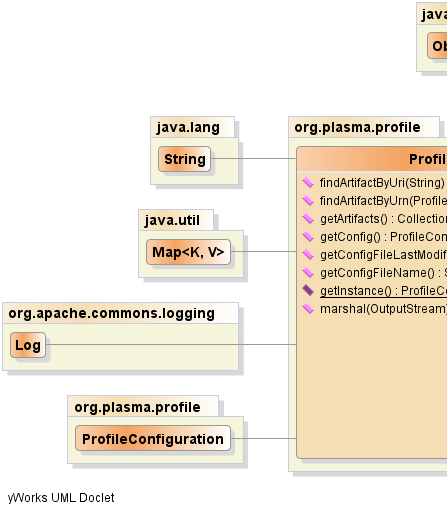 java
Ob
java.lang
String
org.plasma.profile
Profil
findArtifactByUri(String)
findArtifactByUrn(Profile
getArtifacts() : Collection
getConfig() : ProfileCon
getConfigFileLastModif
getConfigFileName() : S
getInstance() : ProfileCo
marshal(OutputStream)
java.util
Map<K, V>
org.apache.commons.logging
Log
org.plasma.profile
ProfileConfiguration
yWorks UML Doclet